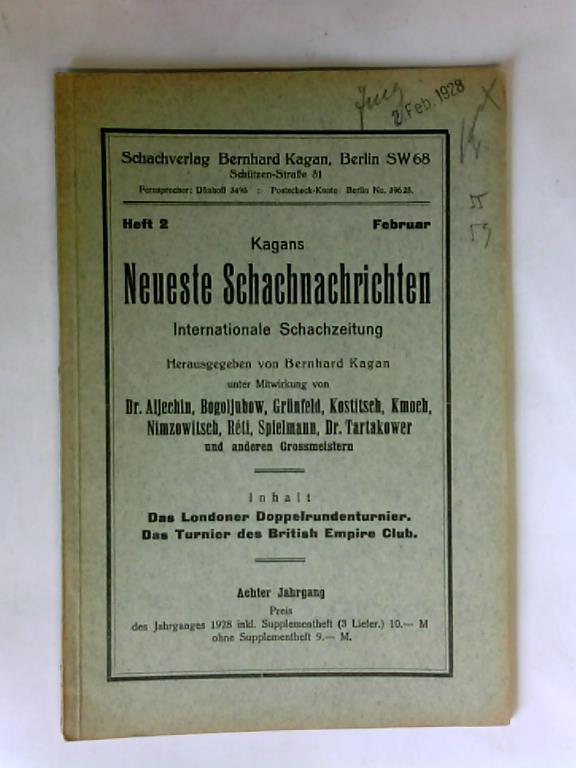 2. Feb. 1928
Schachverlag Bernhard Kagan, Berlin SW 68
Schützen-Straße 31
Fernsprecher: Dönhoff 3495 : Postscheck-Konto Berlin No. 39628.
Heft 2 Februar
Kagans
Neueste Schachnachrichten
Internationale Schachzeitung
Herausgegeben von Bernhard Kagan
unter Mitwirkung von
Dr. Aljechin, Bogoljubow, Grünfeld, Kostitsch, Kmoch,
Nimzowitsch, Réti, Spielmann, Dr. Tartakower
und anderen Grossmeistern
Inhalt
Das Londoner Doppelrundenturnier.
Das Turnier des British Empire Club.
Achter Jahrgang
Preis
des Jahrganges 1928 inkl. Supplementheft (3 Liefer.) 10.— M
ohne Supplementheft 9.— M.